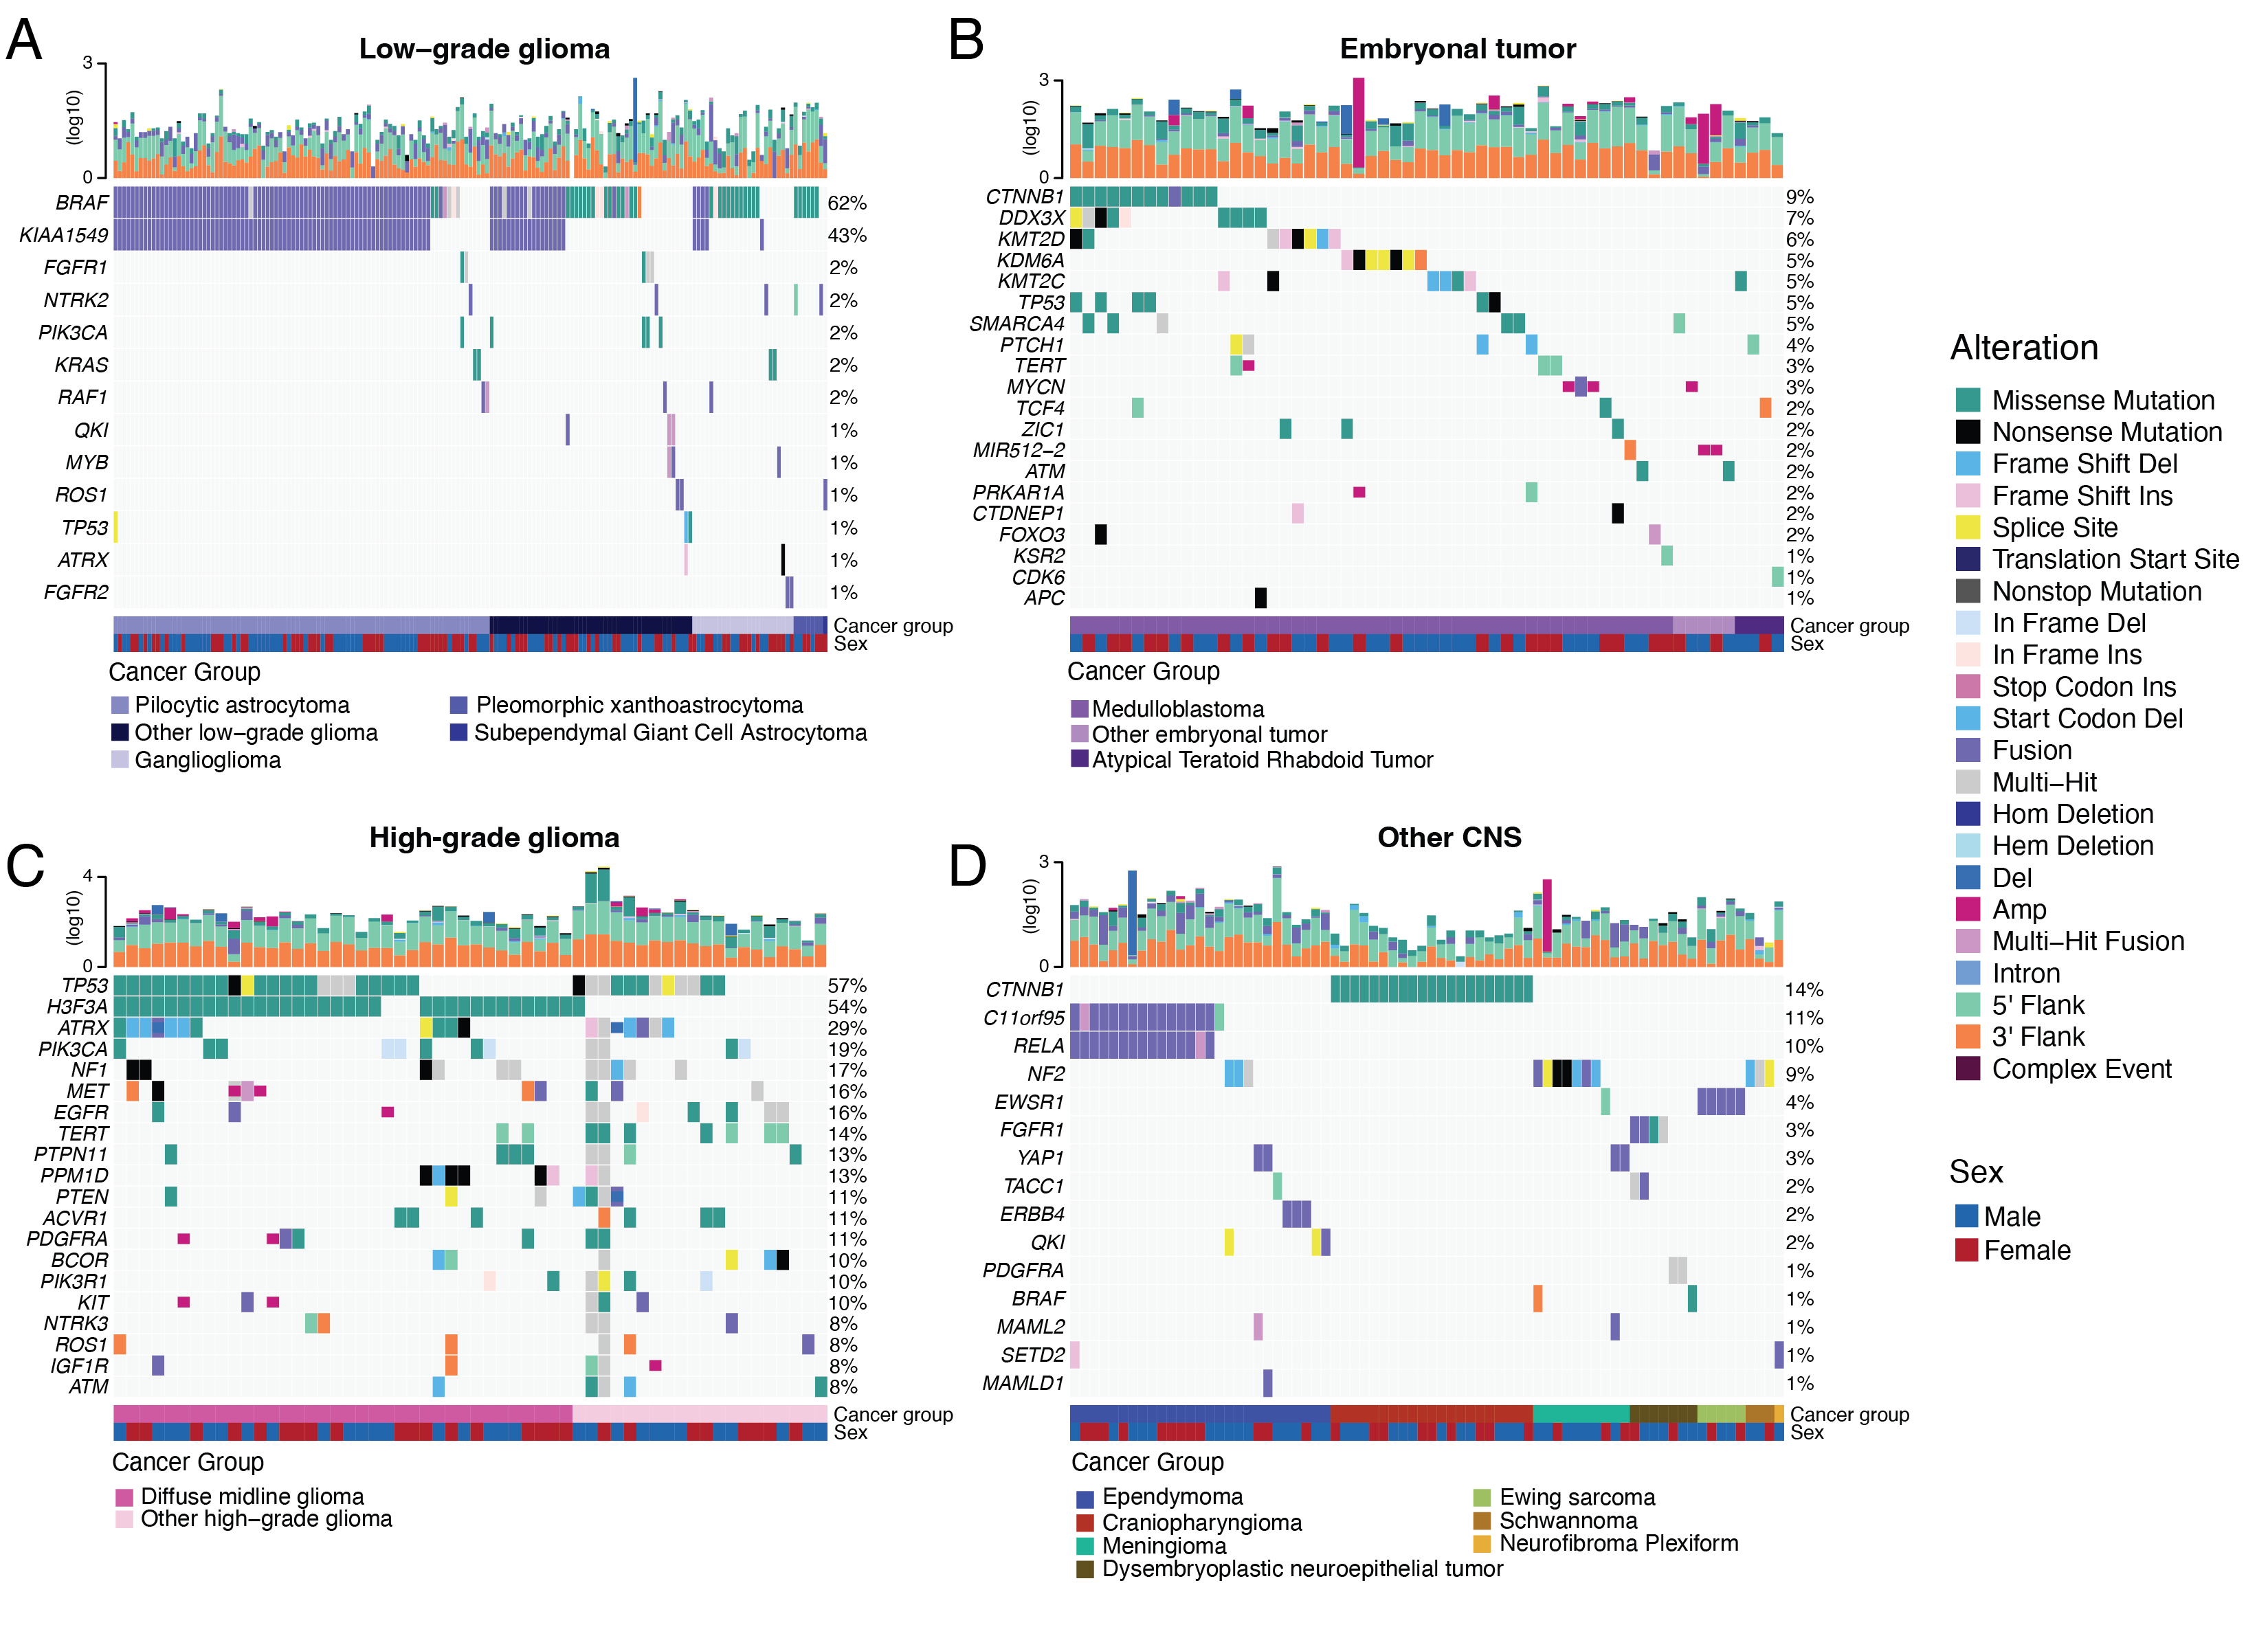 A
Low−grade glioma
3
(log10)
0
BRAF 62%
KIAA1549 43%
FGFR1 2%
NTRK2 2%
PIK3CA 2%
KRAS 2%
RAF1 2%
QKI 1%
MYB 1%
ROS1 1%
TP53 1%
ATRX 1%
FGFR2 1%
Cancer group
Sex
Cancer Group
Pilocytic astrocytoma
Other low−grade glioma
Ganglioglioma
Pleomorphic xanthoastrocytoma
Subependymal Giant Cell Astrocytoma
B
Embryonal tumor
3
(log10)
0
CTNNB1 9%
DDX3X 7%
KMT2D 6%
KDM6A 5%
KMT2C 5%
TP53 5%
SMARCA4 5%
PTCH1 4%
TERT 3%
MYCN 3%
TCF4 2%
ZIC1 2%
MIR512−2 2%
ATM 2%
PRKAR1A 2%
CTDNEP1 2%
FOXO3 2%
KSR2 1%
CDK6 1%
APC 1%
Cancer group
Sex
Cancer Group
Medulloblastoma
Other embryonal tumor
Atypical Teratoid Rhabdoid Tumor
C
High-grade glioma
4
(log10)
0
TP53 57%
H3F3A 54%
ATRX 29%
PIK3CA 19%
NF1 17%
MET 16%
EGFR 16%
TERT 14%
PTPN11 13%
PPM1D 13%
PTEN 11%
ACVR1 11%
PDGFRA 11%
BCOR 10%
PIK3R1 10%
KIT 10%
NTRK3 8%
ROS1 8%
IGF1R 8%
ATM 8%
Cancer group
Sex
Cancer Group
Diffuse midline glioma
Other high−grade glioma
D
Other CNS
3
(log10)
0
CTNNB1 14%
C11orf95 11%
RELA 10%
NF2 9%
EWSR1 4%
FGFR1 3%
YAP1 3%
TACC1 2%
ERBB4 2%
QKI 2%
PDGFRA 1%
BRAF 1%
MAML2 1%
SETD2 1%
MAMLD1 1%
Cancer group
Sex
Cancer Group
Ependymoma
Craniopharyngioma
Meningioma
Dysembryoplastic neuroepithelial tumor
Ewing sarcoma
Schwannoma
Neurofibroma Plexiform
Alteration
Missense Mutation
Nonsense Mutation
Frame Shift Del
Frame Shift Ins
Splice Site
Translation Start Site
Nonstop Mutation
In Frame Del
In Frame Ins
Stop Codon Ins
Start Codon Del
Fusion
Multi−Hit
Hom Deletion
Hem Deletion
Del
Amp
Multi−Hit Fusion
Intron
5' Flank
3' Flank
Complex Event
Sex
Male
Female